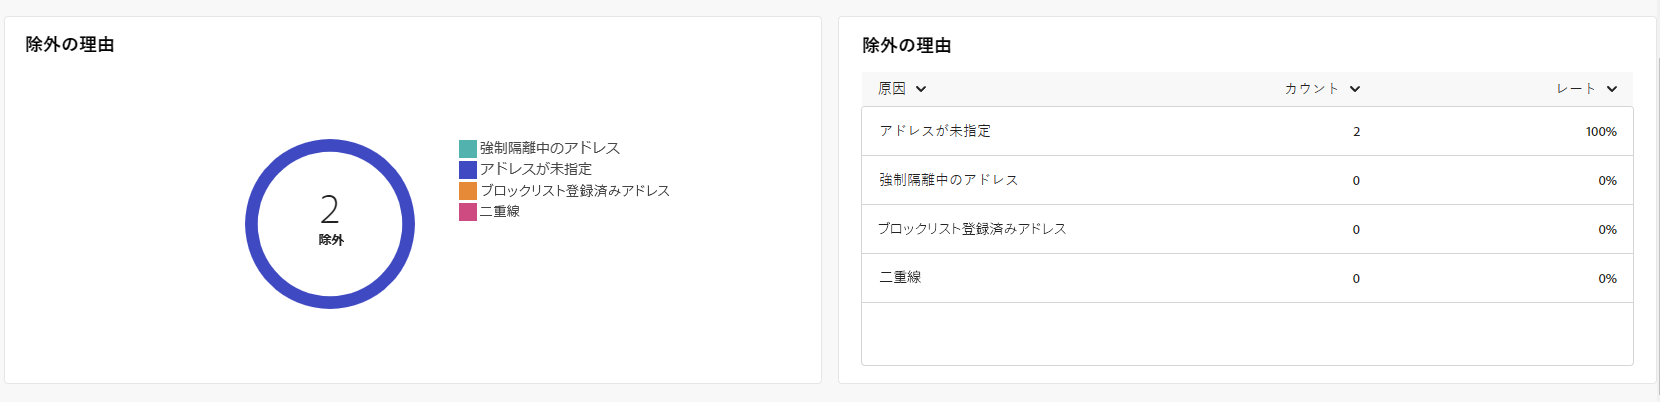 除外の理由
2
除外
強制隔離中のアドレス
アドレスが未指定
ブロックリスト登録済みアドレス
二重線
除外の理由
原因 カウント レート
アドレスが未指定 2 100%
強制隔離中のアドレス 0 0%
ブロックリスト登録済みアドレス 0 0%
二重線 0 0%